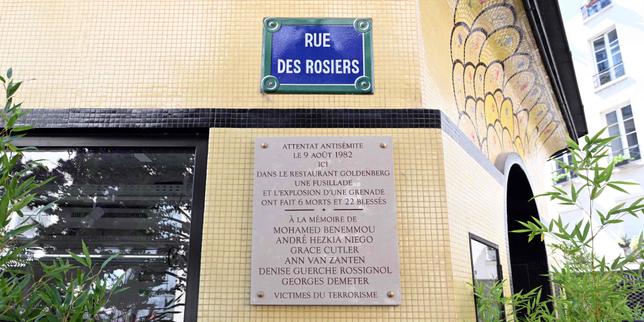 RUE
DES ROSIERS
ATTENTAT ANTISÉMITE
LE 9 AOÛT 1982
ICI
DANS LE RESTAURANT GOLDENBERG
UNE FUSILLADE
ET L'EXPLOSION D'UNE GRENADE
ONT FAIT 6 MORTS ET 22 BLESSÉS
À LA MÉMOIRE DE
MOHAMED BENEMMOU
ANDRÉ HEZKIA NIEGO
GRACE CUTLER
ANN VAN ZANTEN
DENISE GUERCHE ROSSIGNOL
GEORGES DEMETER
VICTIMES DU TERRORISME